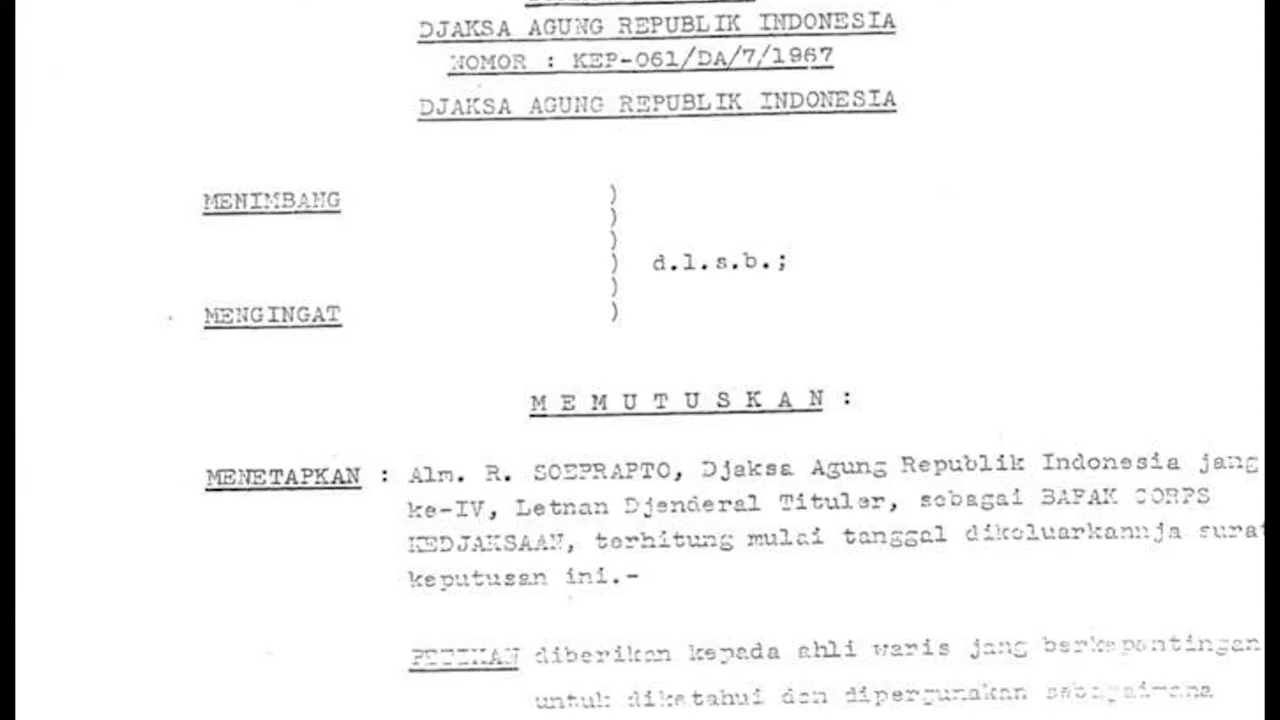 DJAKSA AGUNG REPUBLIK INDONESIA
NOMOR : KEP-061/DA/7/1967
DJAKSA AGUNG REPUBLIK INDONESIA
MENIMBANG )
)
)
) d.l.s.b.;
)
MENGINGAT )
M E M U T U S K A N :
MENETAPKAN : Alm. R. SOEPRAPTO, Djaksa Agung Republik Indonesia jang
ke-IV, Letnan Djenderal Tituler, sebagai BAPAK CORPS
KEDJAKSAAN, terhitung mulai tanggal dikeluarkannja surat
keputusan ini.-
PETIKAN diberikan kepada ahli waris jang berkepentingan
untuk diketahui dan dipergunakan sebagaimana